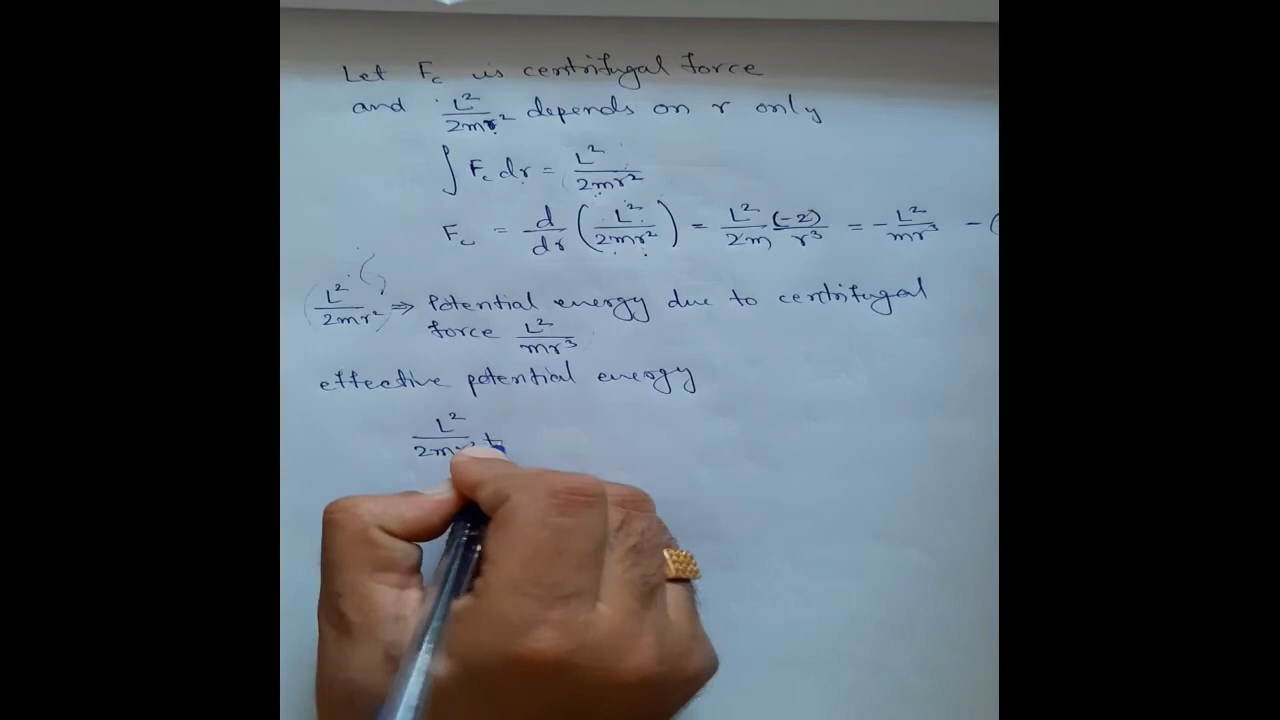 Let F_c is centrifugal force
and L²/2mr² depends on r only
∫ F_c dr = L²/2mr²
F_c = d/dr (L²/2mr²) = L²/2m (-2)/r³ = -L²/mr³ - (
L²/2mr² ⇒ Potential energy due to centrifugal
force L²/mr³
effective potential energy
L²/2mr² +